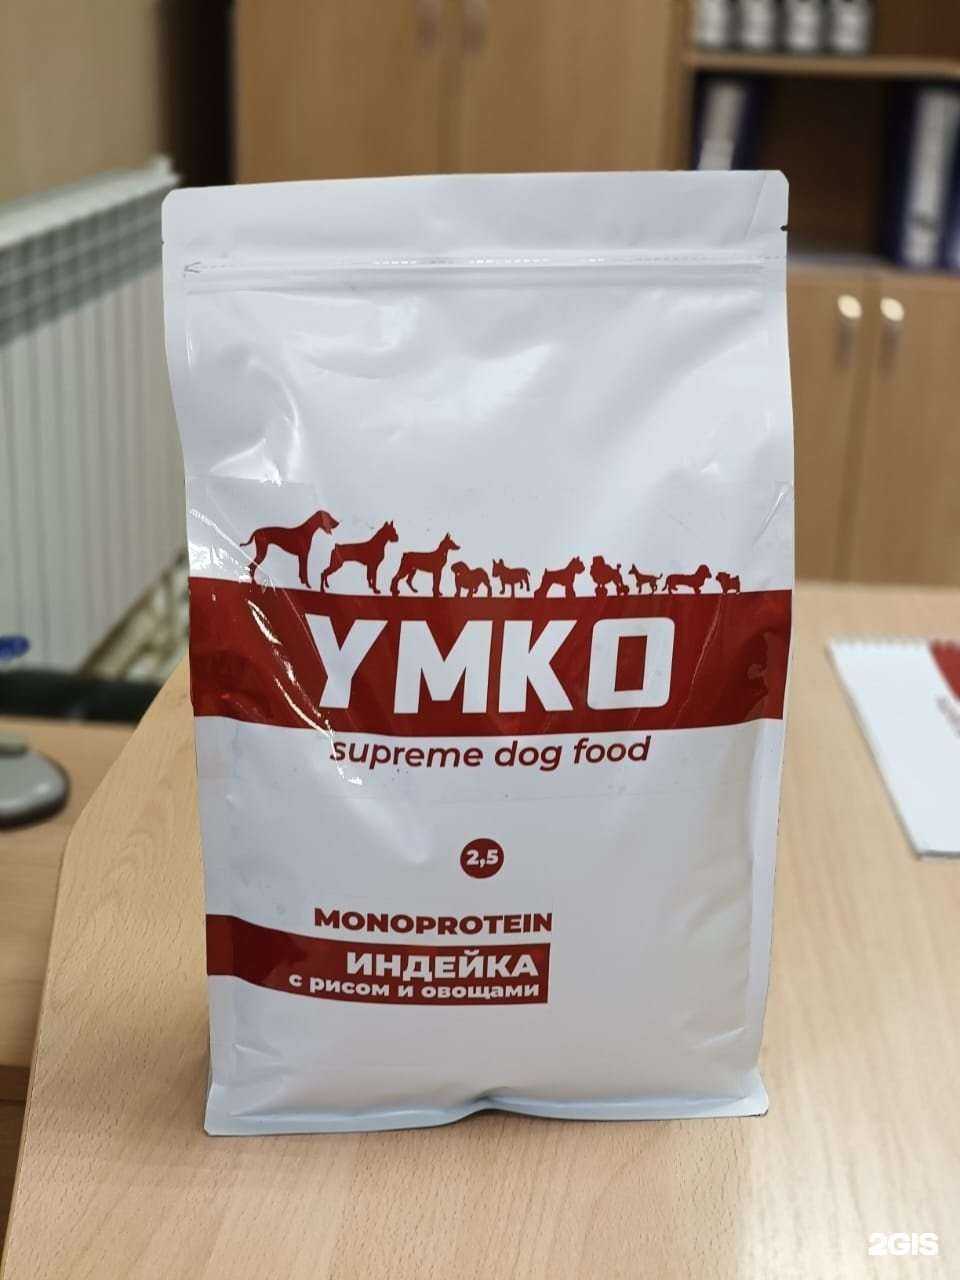 УМКО
supreme dog food
2,5
MONOPROTEIN
ИНДЕЙКА
с рисом и овощами
2GIS